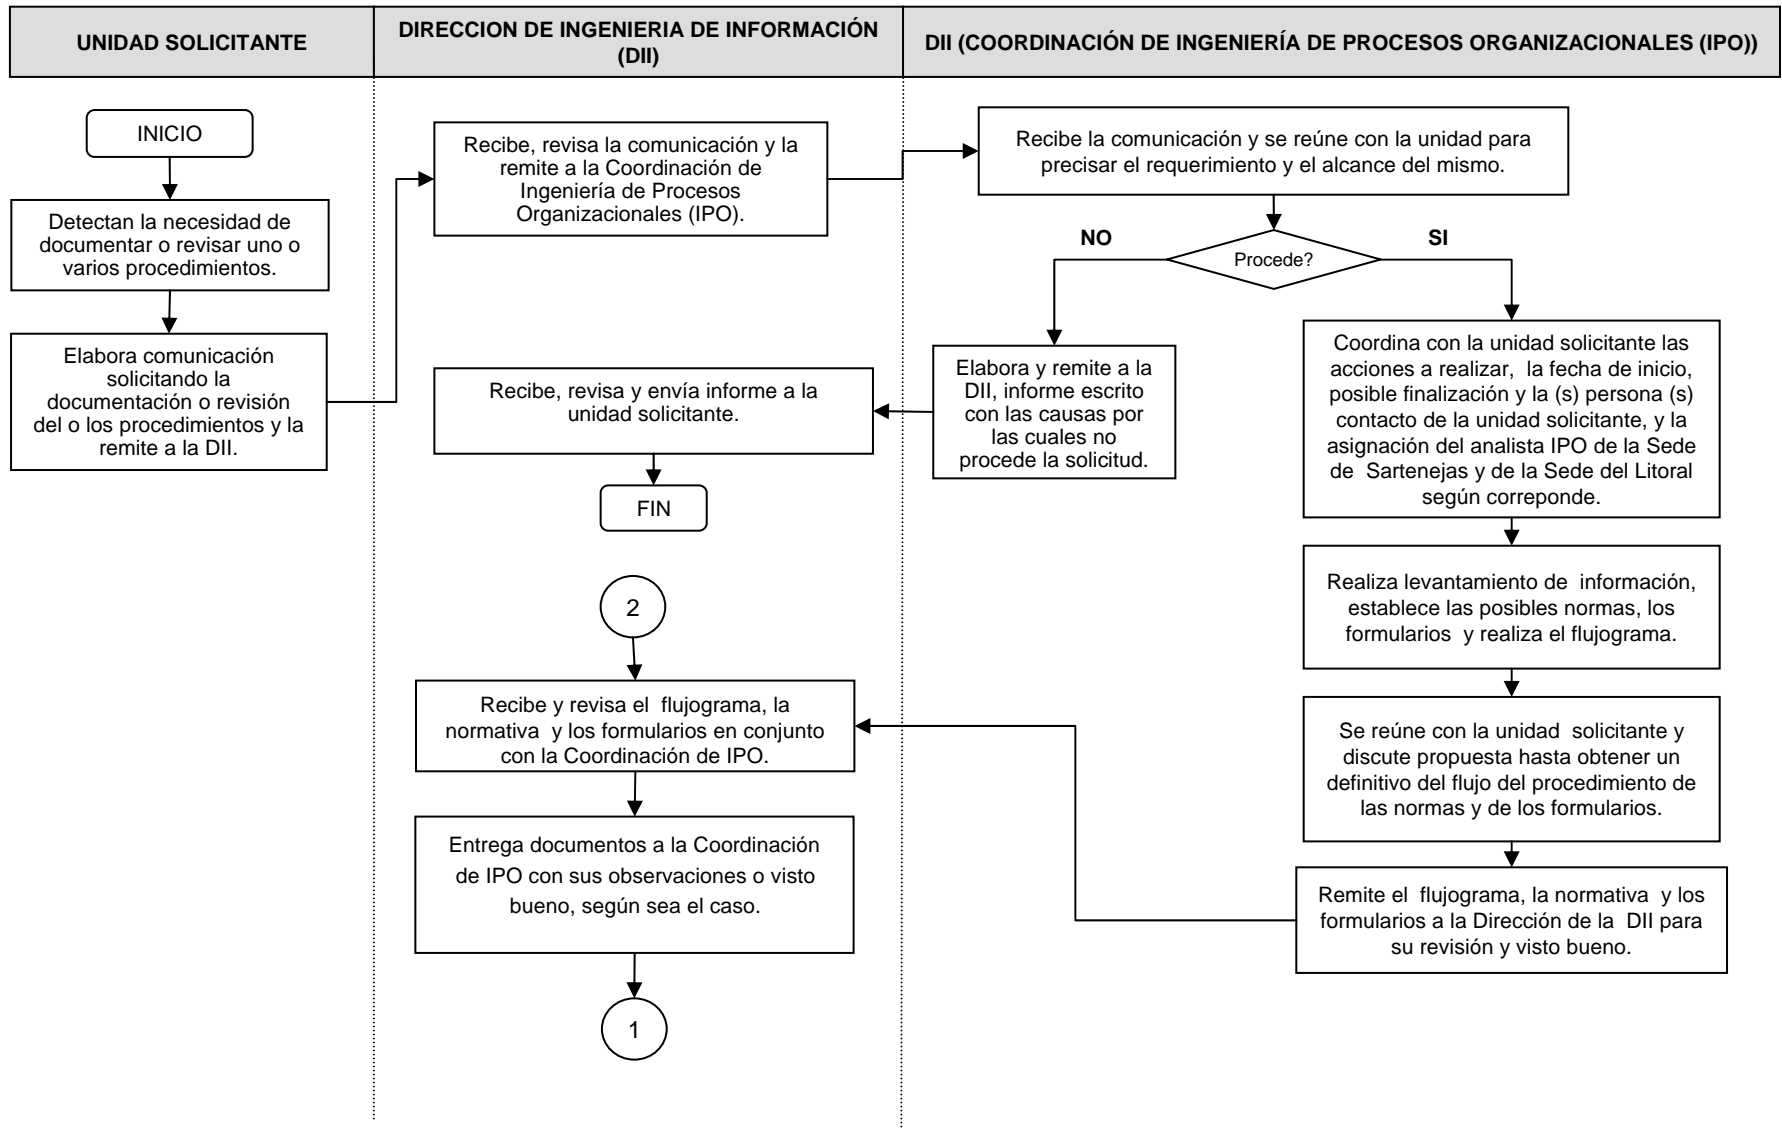 UNIDAD SOLICITANTE
DIRECCION DE INGENIERIA DE INFORMACIÓN
(DII)
DII (COORDINACIÓN DE INGENIERÍA DE PROCESOS ORGANIZACIONALES (IPO))
INICIO
Detectan la necesidad de
documentar o revisar uno o
varios procedimientos.
Elabora comunicación
solicitando la
documentación o revisión
del o los procedimientos y la
remite a la DII.
Recibe, revisa la comunicación y la
remite a la Coordinación de
Ingeniería de Procesos
Organizacionales (IPO).
Recibe la comunicación y se reúne con la unidad para
precisar el requerimiento y el alcance del mismo.
NO
SI
Procede?
Elabora y remite a la
DII, informe escrito
con las causas por
las cuales no
procede la solicitud.
Recibe, revisa y envía informe a la
unidad solicitante.
FIN
Coordina con la unidad solicitante las
acciones a realizar, la fecha de inicio,
posible finalización y la (s) persona (s)
contacto de la unidad solicitante, y la
asignación del analista IPO de la Sede
de Sartenejas y de la Sede del Litoral
según correponde.
Realiza levantamiento de información,
establece las posibles normas, los
formularios y realiza el flujograma.
Se reúne con la unidad solicitante y
discute propuesta hasta obtener un
definitivo del flujo del procedimiento de
las normas y de los formularios.
Remite el flujograma, la normativa y los
formularios a la Dirección de la DII para
su revisión y visto bueno.
2
Recibe y revisa el flujograma, la
normativa y los formularios en conjunto
con la Coordinación de IPO.
Entrega documentos a la Coordinación
de IPO con sus observaciones o visto
bueno, según sea el caso.
1